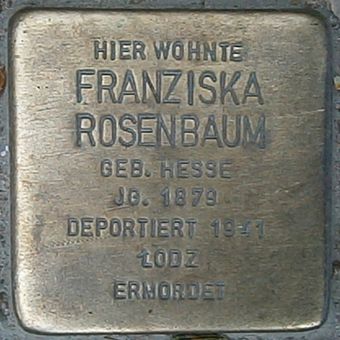 HIER WOHNTE
FRANZISKA
ROSENBAUM
GEB. HESSE
JG. 1879
DEPORTIERT 1941
ŁODZ
ERMORDET